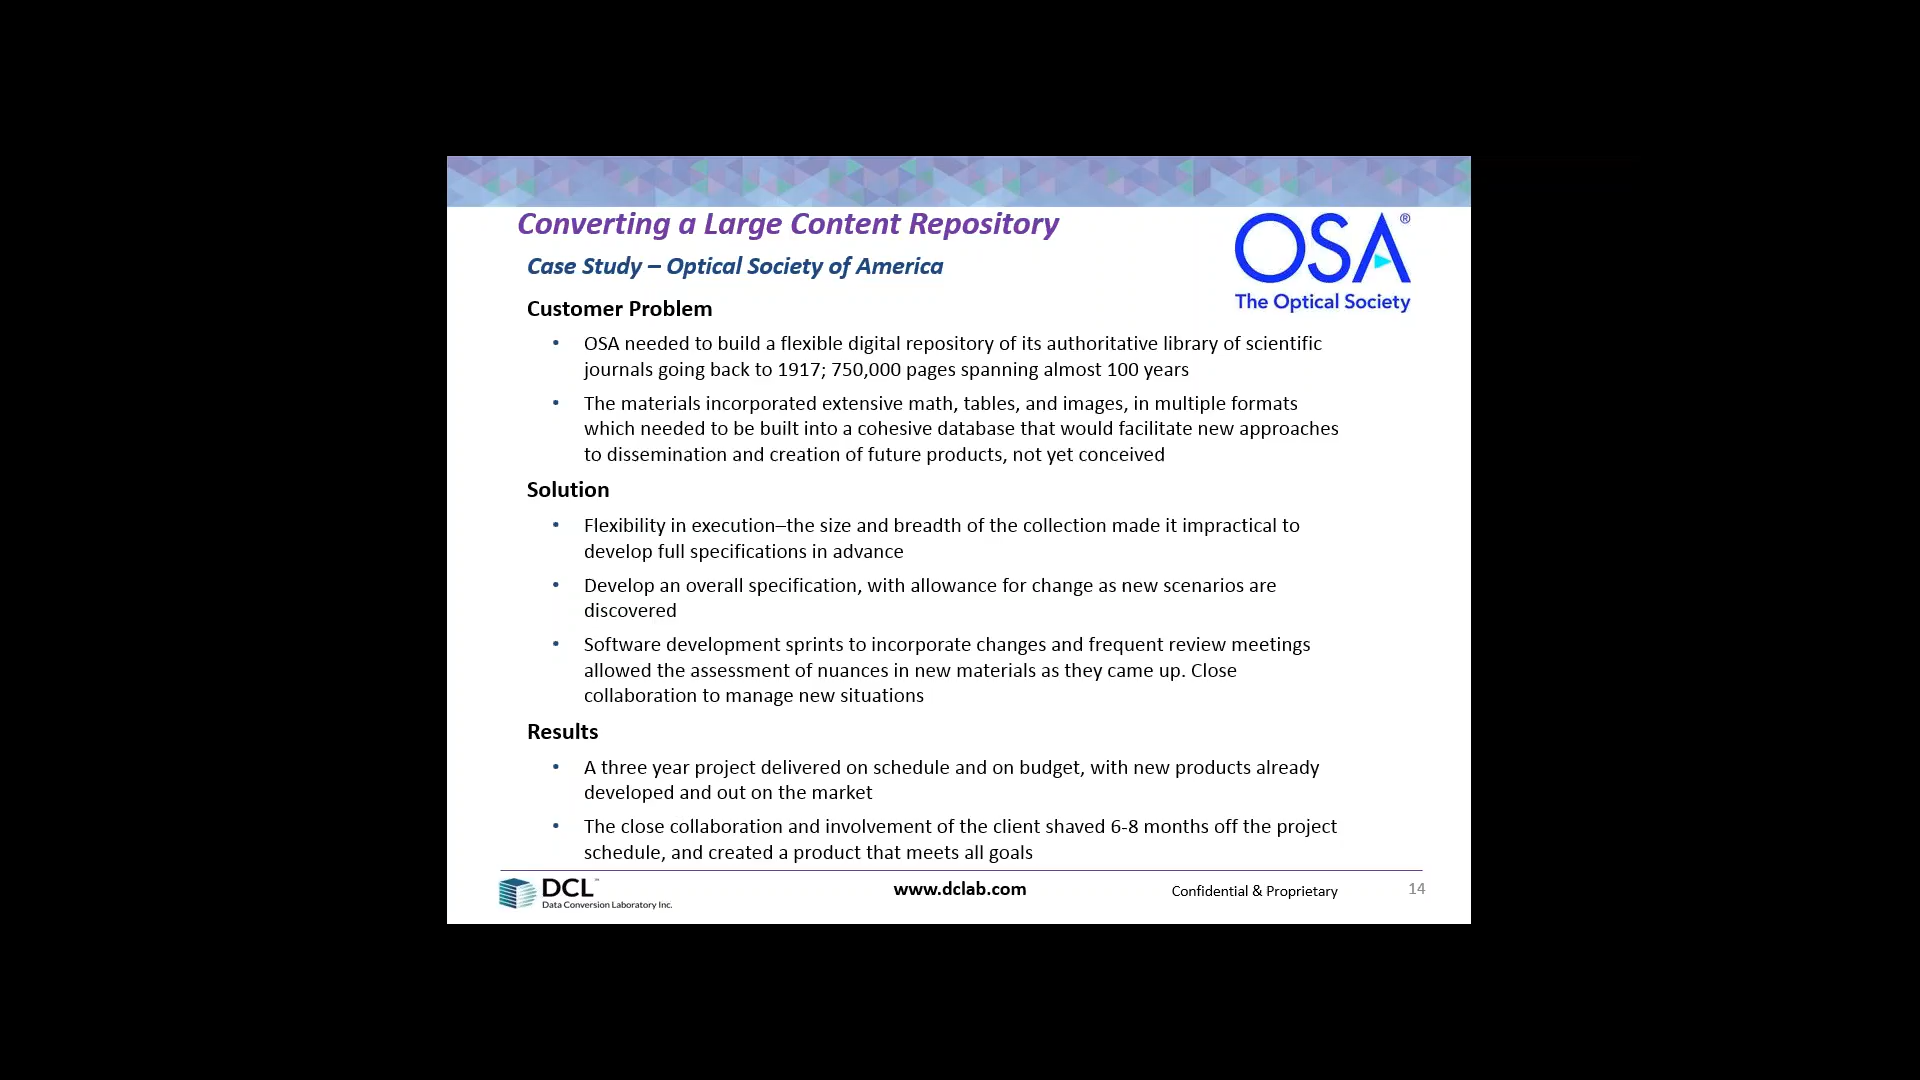 Converting a Large Content Repository
Case Study – Optical Society of America
OSA®
The Optical Society
Customer Problem
• OSA needed to build a flexible digital repository of its authoritative library of scientific
journals going back to 1917; 750,000 pages spanning almost 100 years
• The materials incorporated extensive math, tables, and images, in multiple formats
which needed to be built into a cohesive database that would facilitate new approaches
to dissemination and creation of future products, not yet conceived
Solution
• Flexibility in execution–the size and breadth of the collection made it impractical to
develop full specifications in advance
• Develop an overall specification, with allowance for change as new scenarios are
discovered
• Software development sprints to incorporate changes and frequent review meetings
allowed the assessment of nuances in new materials as they came up. Close
collaboration to manage new situations
Results
• A three year project delivered on schedule and on budget, with new products already
developed and out on the market
• The close collaboration and involvement of the client shaved 6-8 months off the project
schedule, and created a product that meets all goals
DCL™
Data Conversion Laboratory Inc.
www.dclab.com
Confidential & Proprietary
14